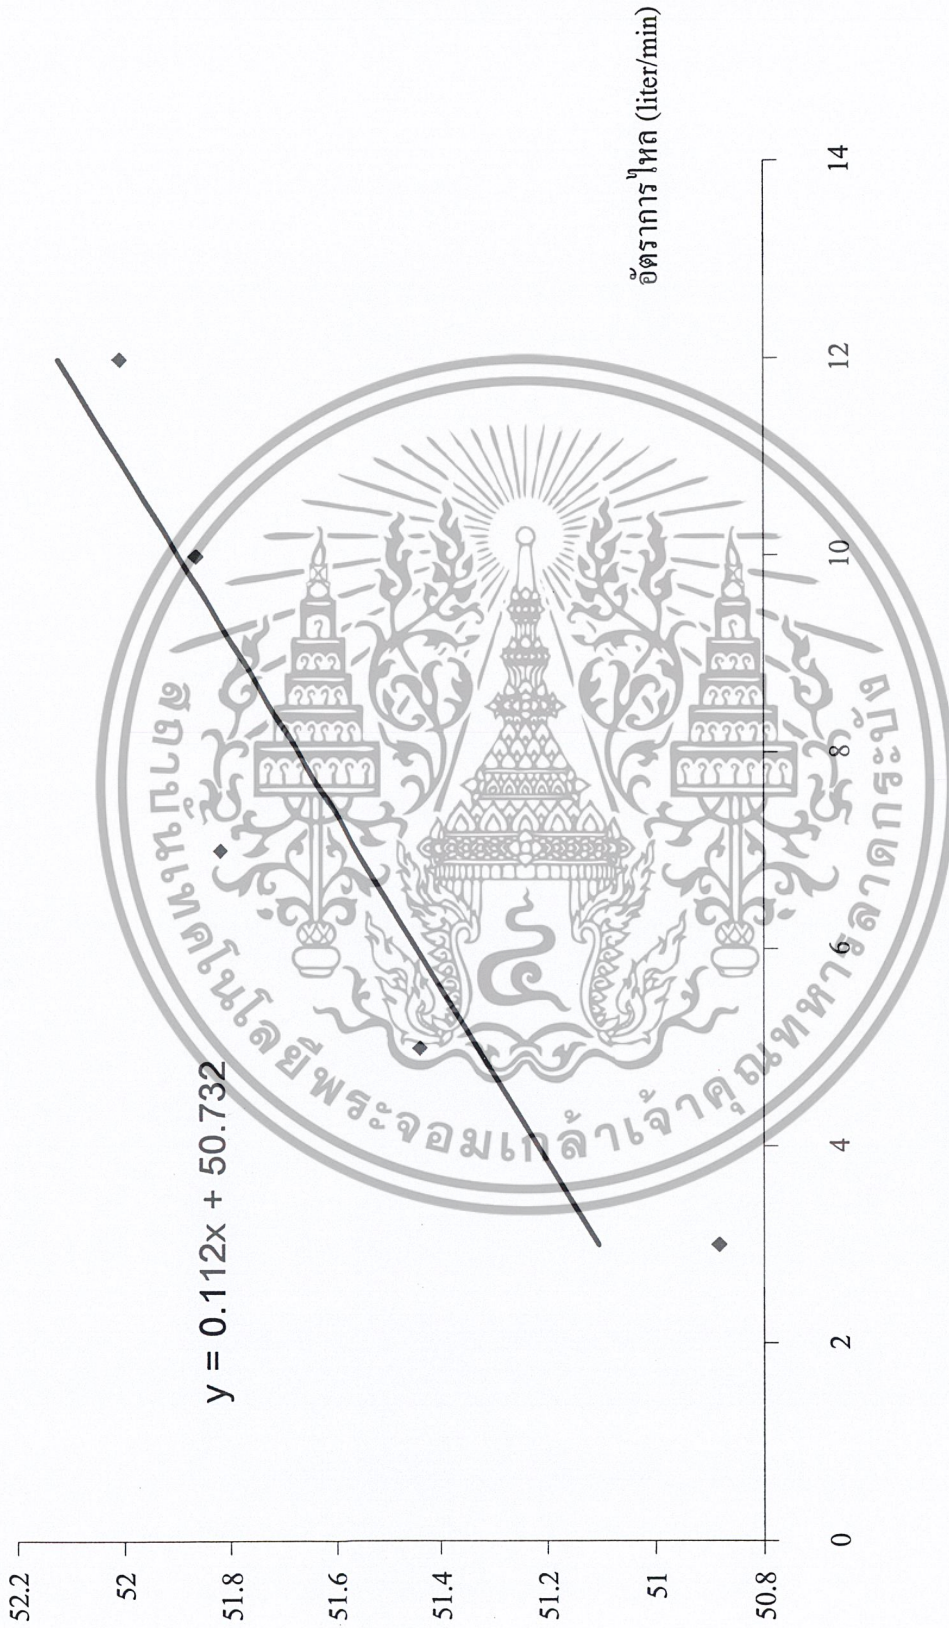 52.2
52
51.8
51.6
51.4
51.2
51
50.8
y = 0.112x + 50.732
0 2 4 6 8 10 12 14
อัตราการไหล (liter/min)
สถาบันเทคโนโลยีพระจอมเกล้าเจ้าคุณทหารลาดกระบัง
๔